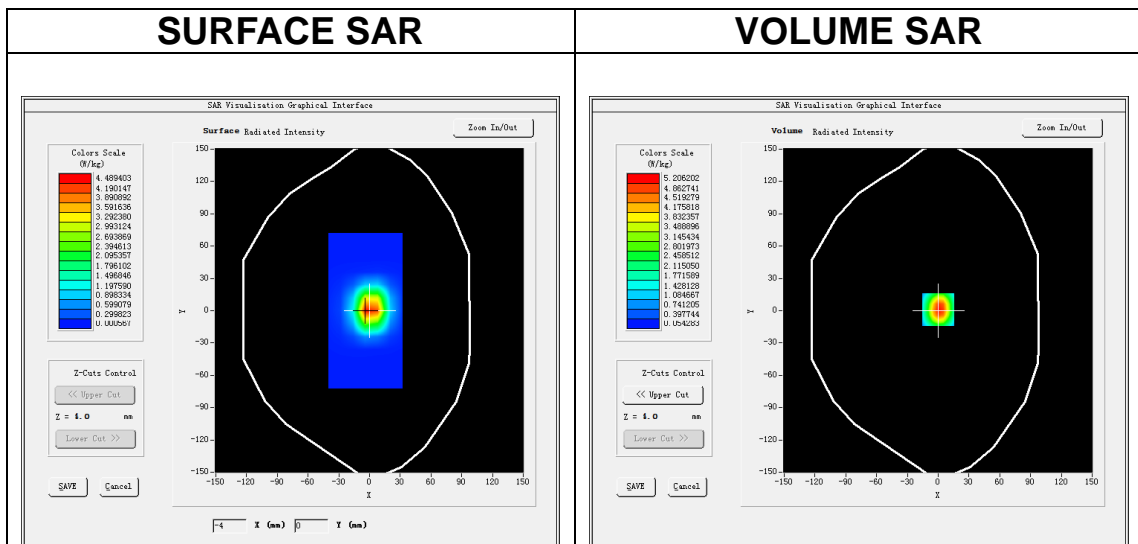 SURFACE SAR
SAR Visualisation Graphical Interface
Surface Radiated Intensity
Zoom In/Out
Colors Scale
(W/kg)
4.489403
4.190147
3.890892
3.591636
3.292380
2.993124
2.693869
2.394613
2.095357
1.796102
1.496846
1.197590
0.898334
0.599079
0.299823
0.000567
Z-Cuts Control
<< Upper Cut
Z = 4.0 mm
Lower Cut >>
SAVE
Cancel
150
120
90
60
30
0
-30
-60
-90
-120
-150
Y
-150 -120 -90 -60 -30 0 30 60 90 120 150
X
-4 X (mm) 0 Y (mm)
VOLUME SAR
SAR Visualisation Graphical Interface
Volume Radiated Intensity
Zoom In/Out
Colors Scale
(W/kg)
5.206202
4.862741
4.519279
4.175818
3.832357
3.488896
3.145434
2.801973
2.458512
2.115050
1.771589
1.428128
1.084667
0.741205
0.397744
0.054283
Z-Cuts Control
<< Upper Cut
Z = 4.0 mm
Lower Cut >>
SAVE
Cancel
150
120
90
60
30
0
-30
-60
-90
-120
-150
Y
-150 -120 -90 -60 -30 0 30 60 90 120 150
X